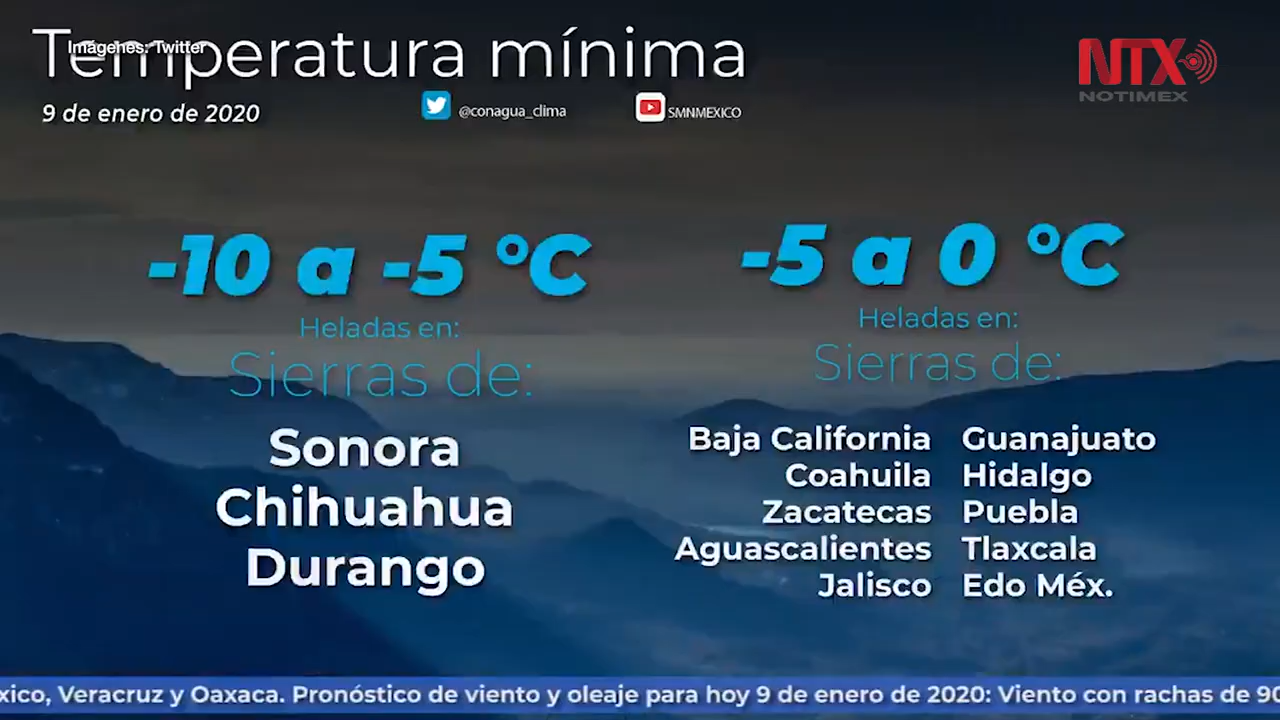 Temperatura mínima
Imágenes: Twitter
9 de enero de 2020
@conagua_clima
SMNMEXICO
NTX
NOTIMEX
-10 a -5 °C
Heladas en:
Sierras de:
Sonora
Chihuahua
Durango
-5 a 0 °C
Heladas en:
Sierras de:
Baja California
Coahuila
Zacatecas
Aguascalientes
Jalisco
Guanajuato
Hidalgo
Puebla
Tlaxcala
Edo Méx.
xico, Veracruz y Oaxaca. Pronóstico de viento y oleaje para hoy 9 de enero de 2020: Viento con rachas de 90